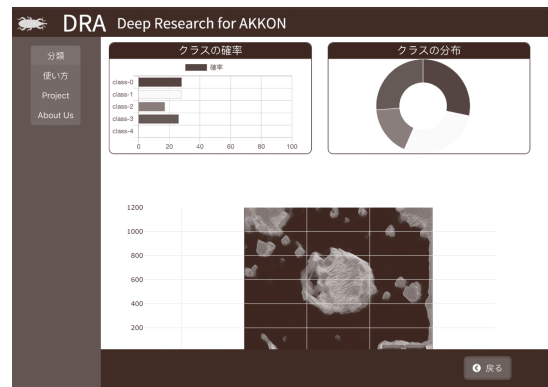 DRA Deep Research for AKKON
分類
使い方
Project
About Us
クラスの確率
確率
class-0
class-1
class-2
class-3
class-4
0 20 40 60 80 100
クラスの分布
1200
1000
800
600
400
200
戻る